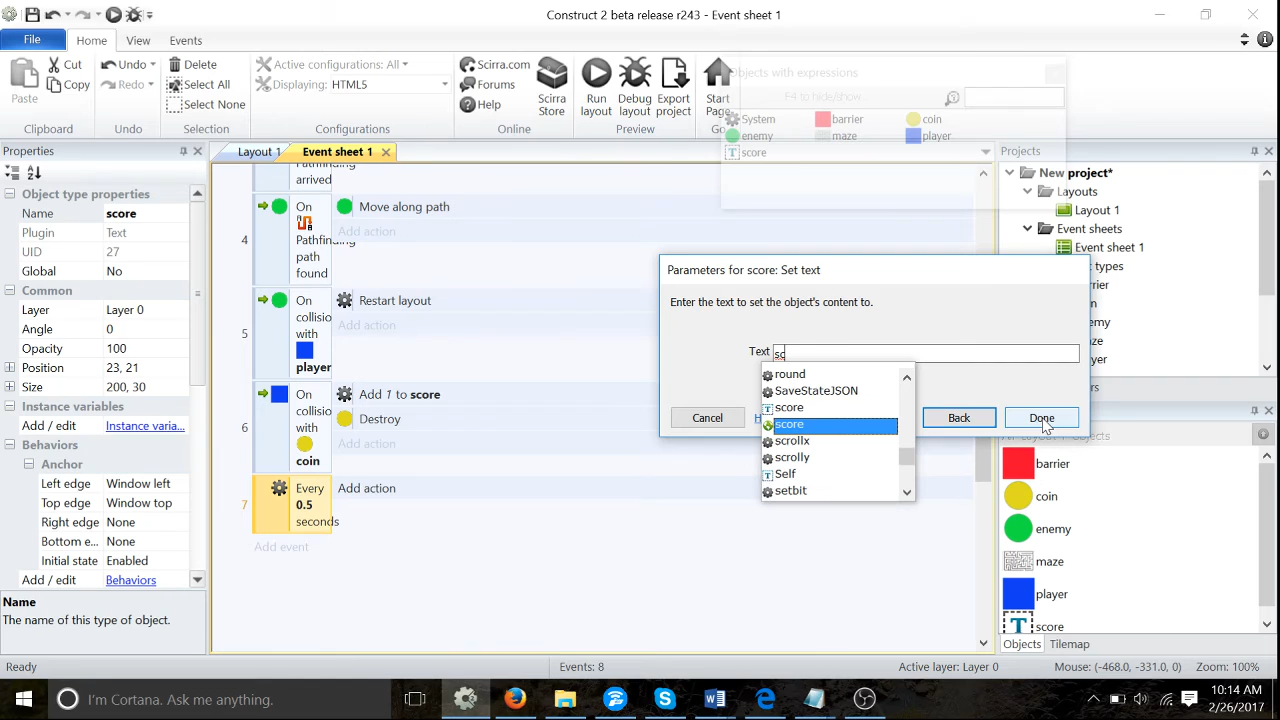 Construct 2 beta release r243 - Event sheet 1
File
Home
View
Events
Paste
Cut
Copy
Clipboard
Undo
Redo
Undo
Delete
Select All
Select None
Selection
Active configurations: All
Displaying: HTML5
Configurations
Scirra.com
Forums
Help
Scirra Store
Online
Run layout
Debug layout
Export project
Preview
Start Page
Go
Objects with expressions
F4 to hide/show
System
barrier
coin
enemy
maze
player
score
Properties
Object type properties
Name score
Plugin Text
UID 27
Global No
Common
Layer Layer 0
Angle 0
Opacity 100
Position 23, 21
Size 200, 30
Instance variables
Add / edit Instance varia...
Behaviors
Anchor
Left edge Window left
Top edge Window top
Right edge None
Bottom e... None
Initial state Enabled
Add / edit Behaviors
Name
The name of this type of object.
Layout 1
Event sheet 1
Pathfinding
arrived
4
On
Pathfinding
path
found
Move along path
Add action
5
On
collision
with
player
Restart layout
Add action
6
On
collision
with
coin
Add 1 to score
Destroy
Add action
7
Every
0.5
seconds
Add action
Add event
Parameters for score: Set text
Enter the text to set the object's content to.
Text sc
round
SaveStateJSON
score
score
scrollx
scrolly
Self
setbit
Cancel
Back
Done
Projects
New project*
Layouts
Layout 1
Event sheets
Event sheet 1
barrier
coin
enemy
maze
player
barrier
coin
enemy
maze
player
score
Objects
Tilemap
Ready
Events: 8
Active layer: Layer 0
Mouse: (-468.0, -331.0, 0)
Zoom: 100%
I'm Cortana. Ask me anything.
10:14 AM
2/26/2017